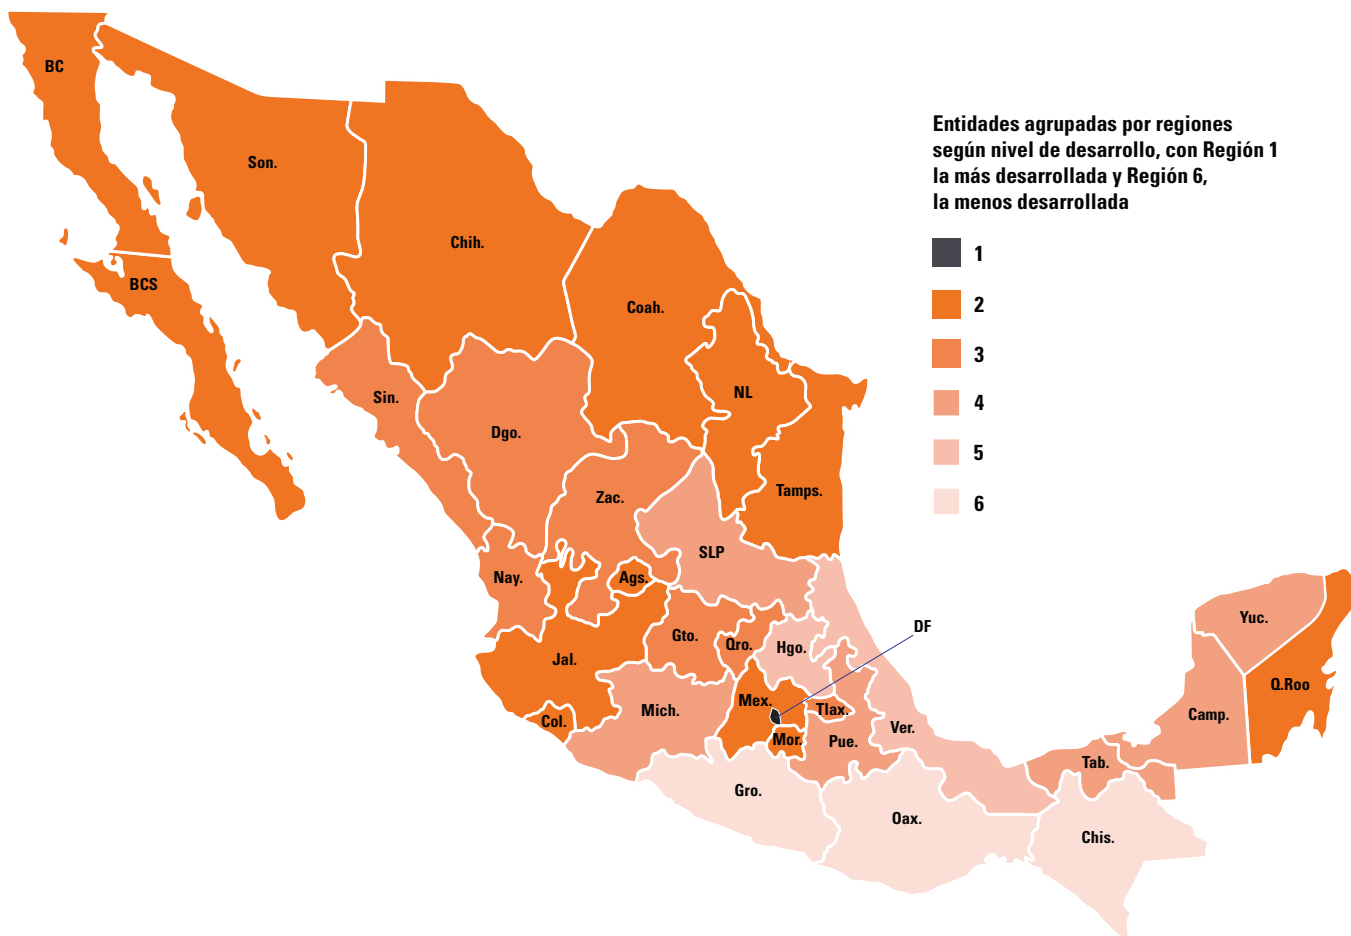 BC
Son.
BCS
Chih.
Coah.
NL
Sin.
Dgo.
Tamps.
Zac.
SLP
Nay.
Ags.
Jal.
Gto.
Qro.
Hgo.
DF
Col.
Mich.
Mex.
Tlax.
Mor.
Pue.
Ver.
Gro.
Oax.
Tab.
Chis.
Camp.
Yuc.
Q.Roo
Entidades agrupadas por regiones
según nivel de desarrollo, con Región 1
la más desarrollada y Región 6,
la menos desarrollada
1
2
3
4
5
6